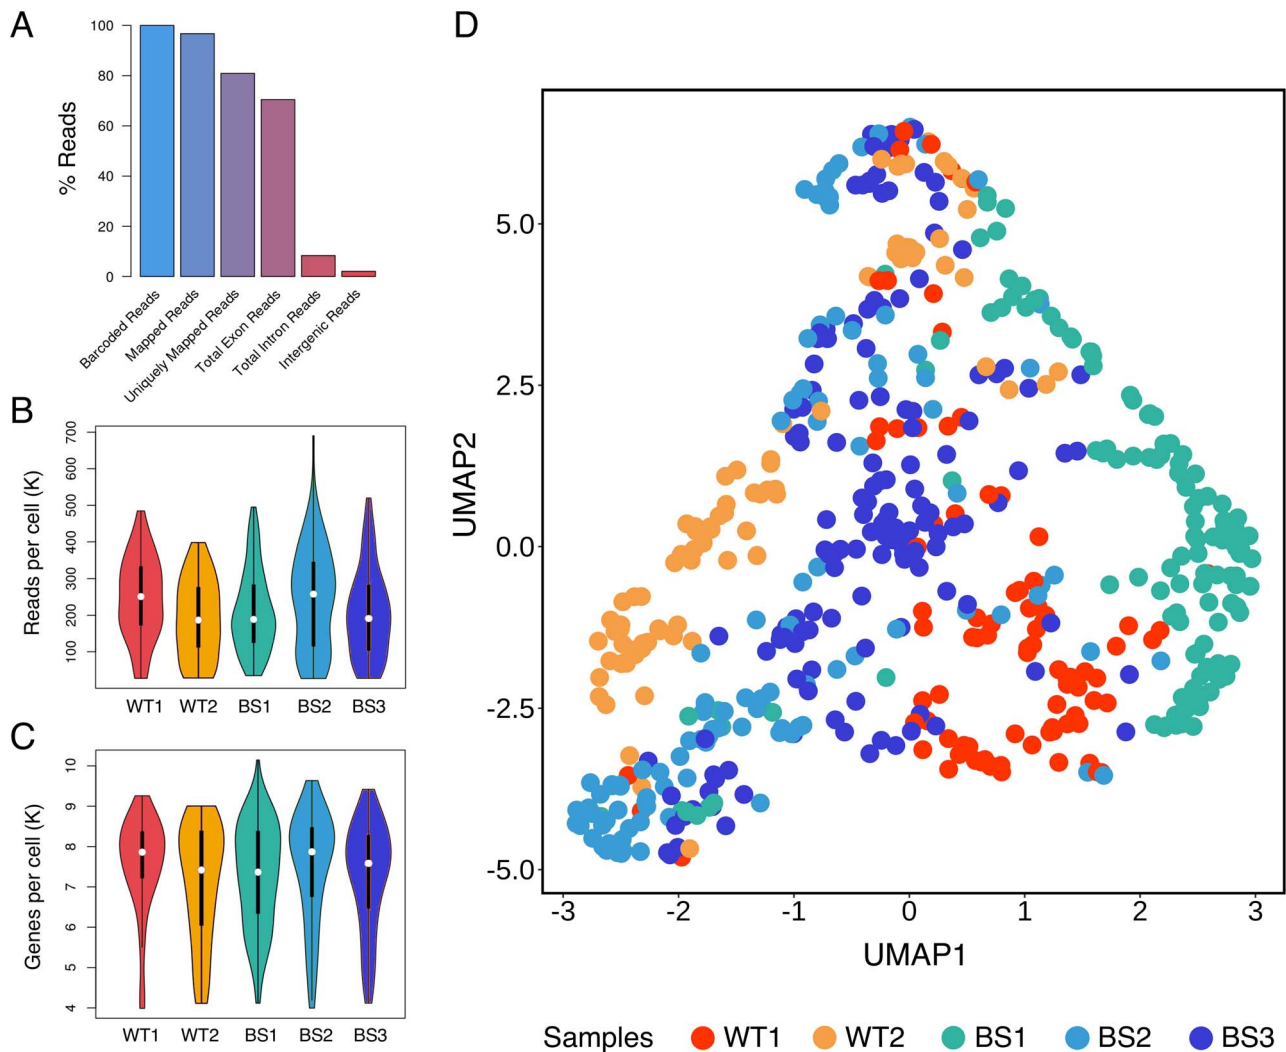 A
% Reads
100
80
60
40
20
0
Barcoded Reads
Mapped Reads
Uniquely Mapped Reads
Total Exon Reads
Total Intron Reads
Intergenic Reads
B
Reads per cell (K)
700
600
500
400
300
200
100
WT1 WT2 BS1 BS2 BS3
C
Genes per cell (K)
10
9
8
7
6
5
4
WT1 WT2 BS1 BS2 BS3
D
UMAP2
5.0
2.5
0.0
-2.5
-5.0
-3 -2 -1 0 1 2 3
UMAP1
Samples WT1 WT2 BS1 BS2 BS3